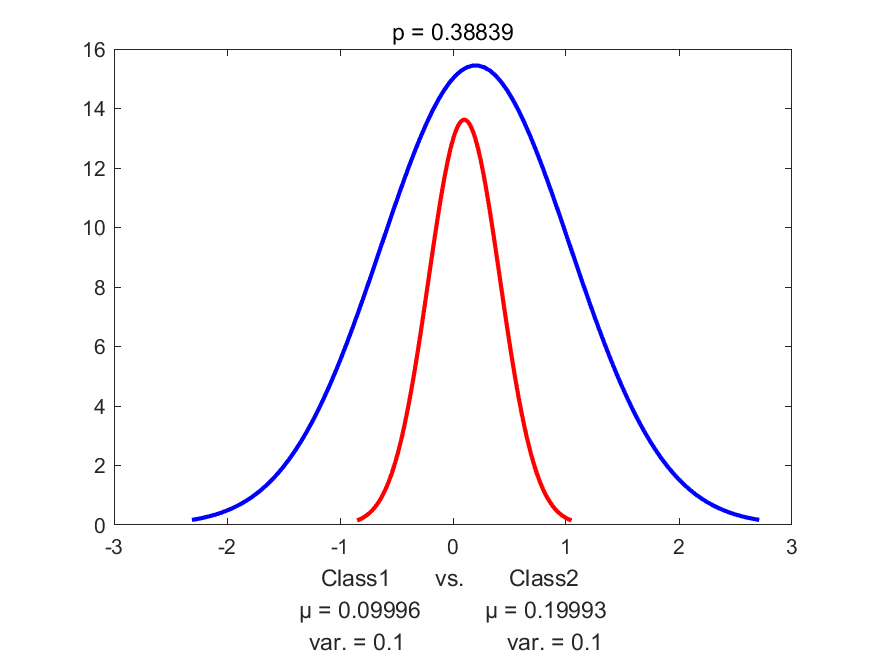 p = 0.38839
16
14
12
10
8
6
4
2
0
-3 -2 -1 0 1 2 3
Class1 vs. Class2
μ = 0.09996 μ = 0.19993
var. = 0.1 var. = 0.1